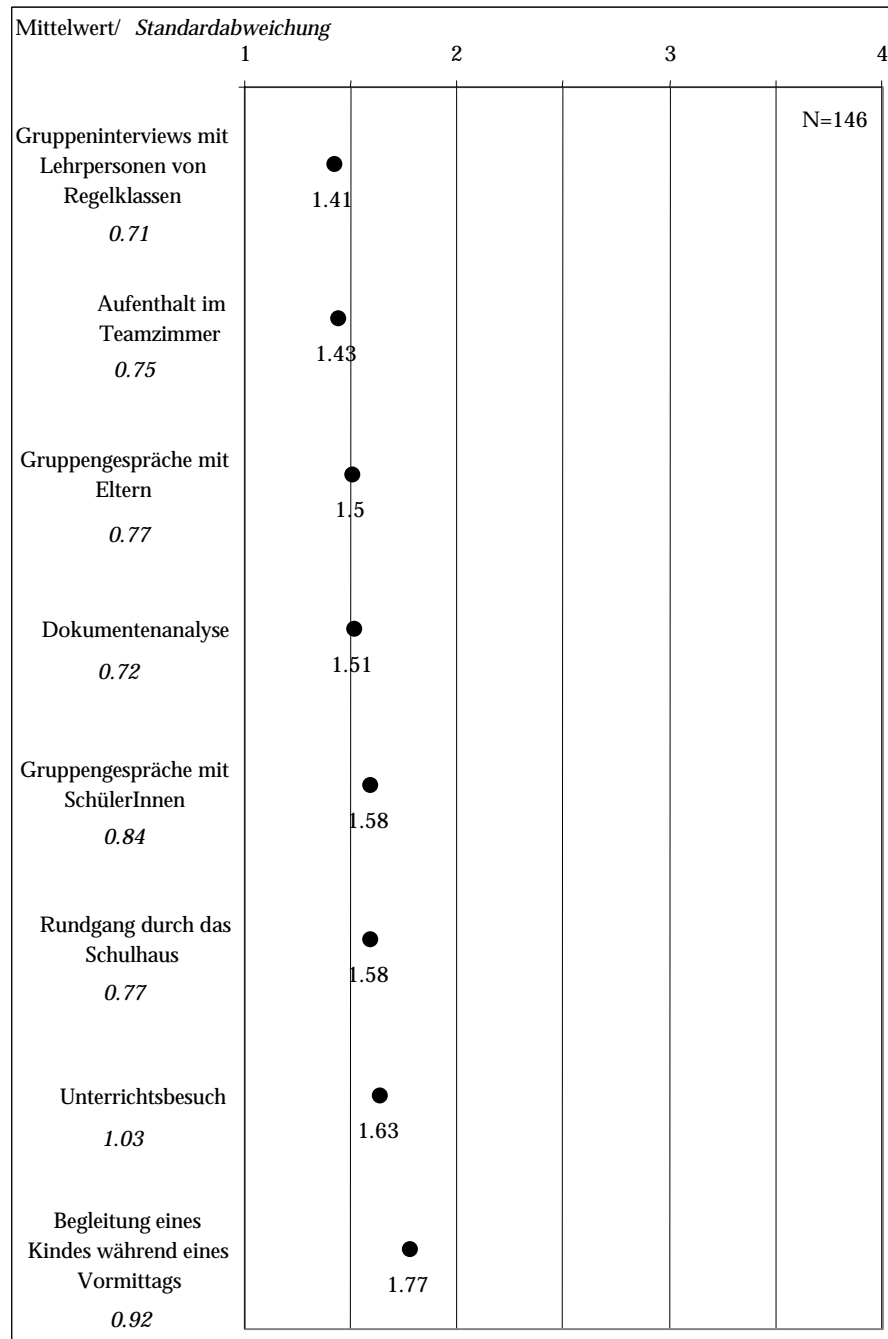 Mittelwert/ Standardabweichung
1 2 3 4
N=146
Gruppeninterviews mit
Lehrpersonen von
Regelklassen
1.41
0.71
Aufenthalt im
Teamzimmer
1.43
0.75
Gruppengespräche mit
Eltern
1.5
0.77
Dokumentenanalyse
1.51
0.72
Gruppengespräche mit
SchülerInnen
1.58
0.84
Rundgang durch das
Schulhaus
1.58
0.77
Unterrichtsbesuch
1.63
1.03
Begleitung eines
Kindes während eines
Vormittags
1.77
0.92